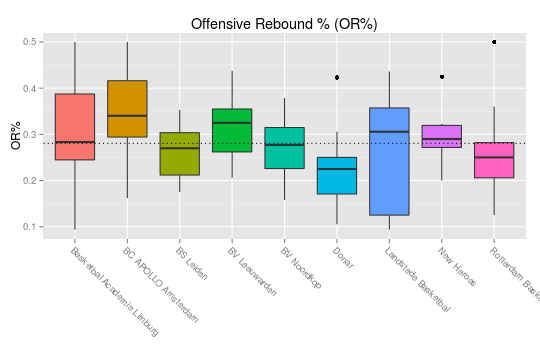 Offensive Rebound % (OR%)
OR%
0.5
0.4
0.3
0.2
0.1
Basketbal Academie Limburg
BC APOLLO Amsterdam
BS Leiden
BV Leeuwarden
BV Noordkop
Donar
Landstede Basketbal
New Heroes
Rotterdam